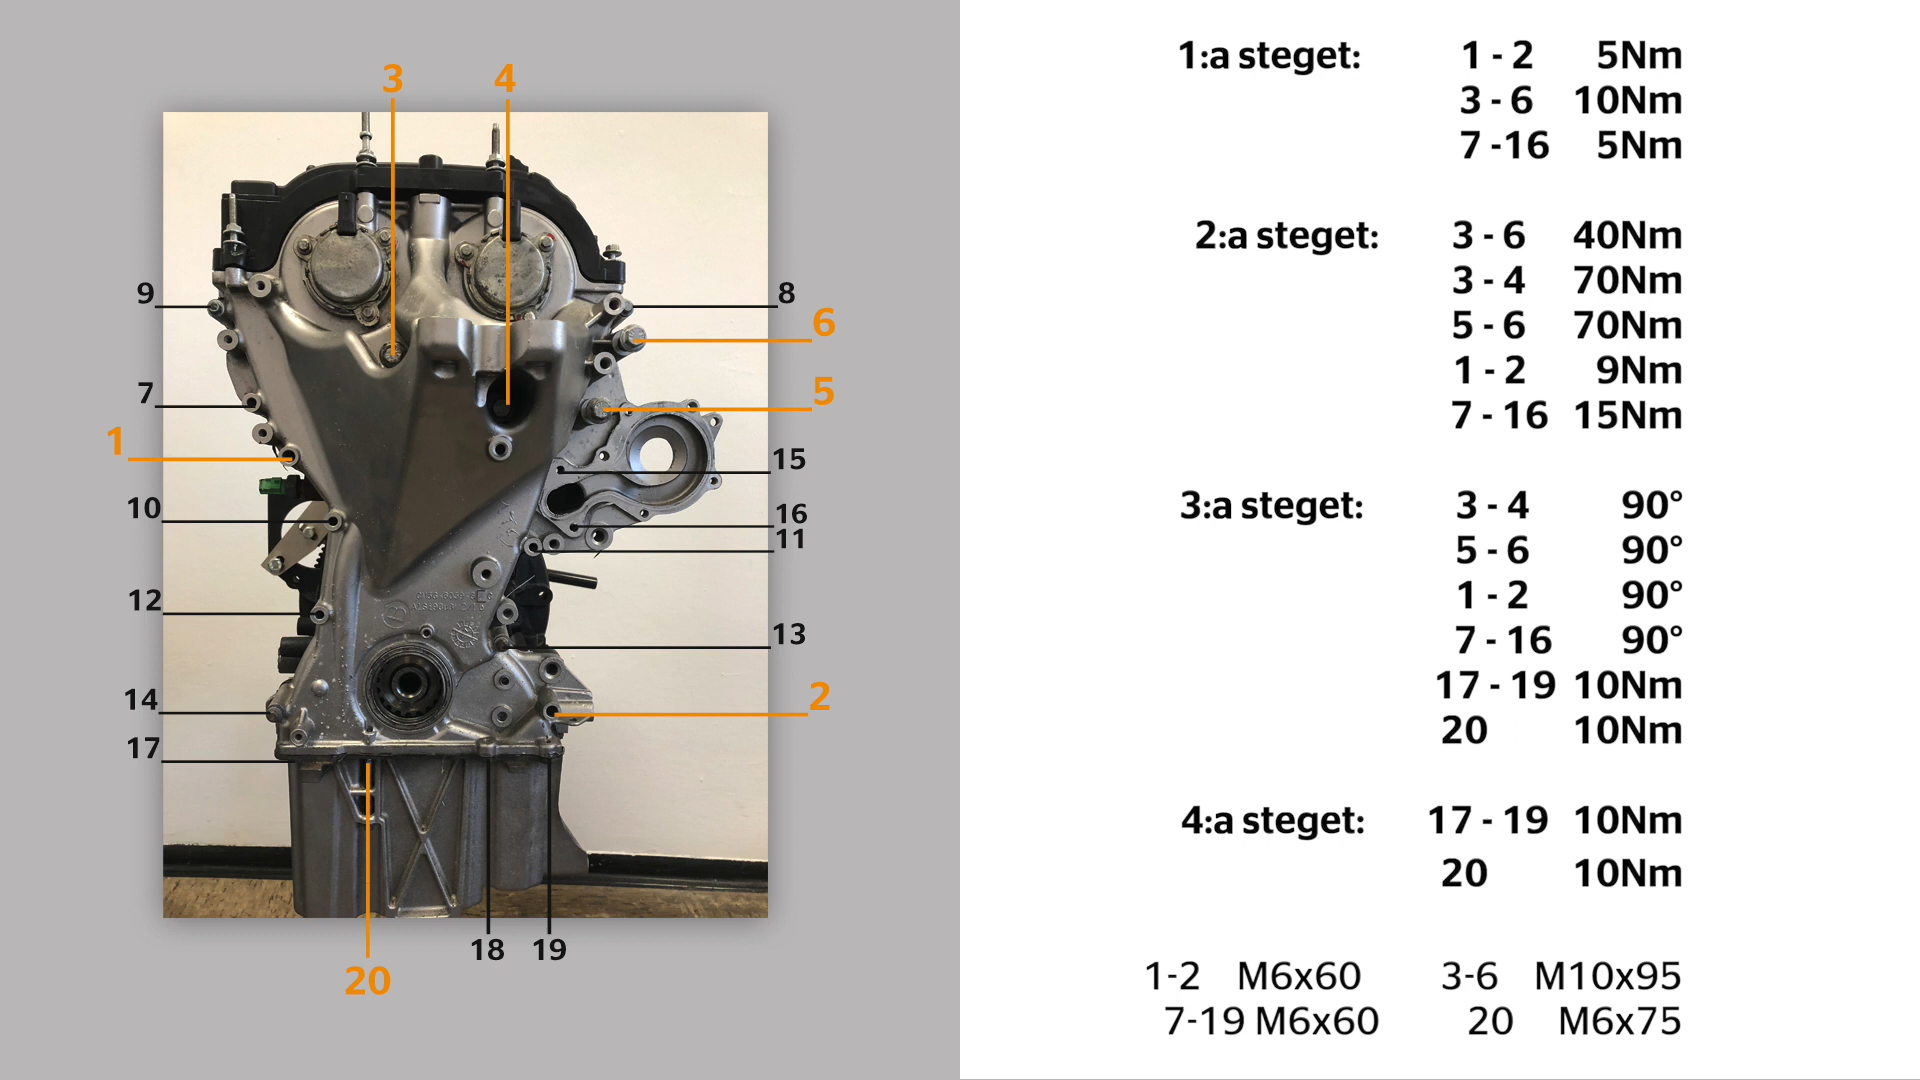 3 4
9 8
6
7 5
1
15
10 16
11
12
13
14 2
17
18 19
20
1:a steget: 1 - 2 5Nm
3 - 6 10Nm
7 -16 5Nm
2:a steget: 3 - 6 40Nm
3 - 4 70Nm
5 - 6 70Nm
1 - 2 9Nm
7 - 16 15Nm
3:a steget: 3 - 4 90°
5 - 6 90°
1 - 2 90°
7 - 16 90°
17 - 19 10Nm
20 10Nm
4:a steget: 17 - 19 10Nm
20 10Nm
1-2 M6x60 3-6 M10x95
7-19 M6x60 20 M6x75